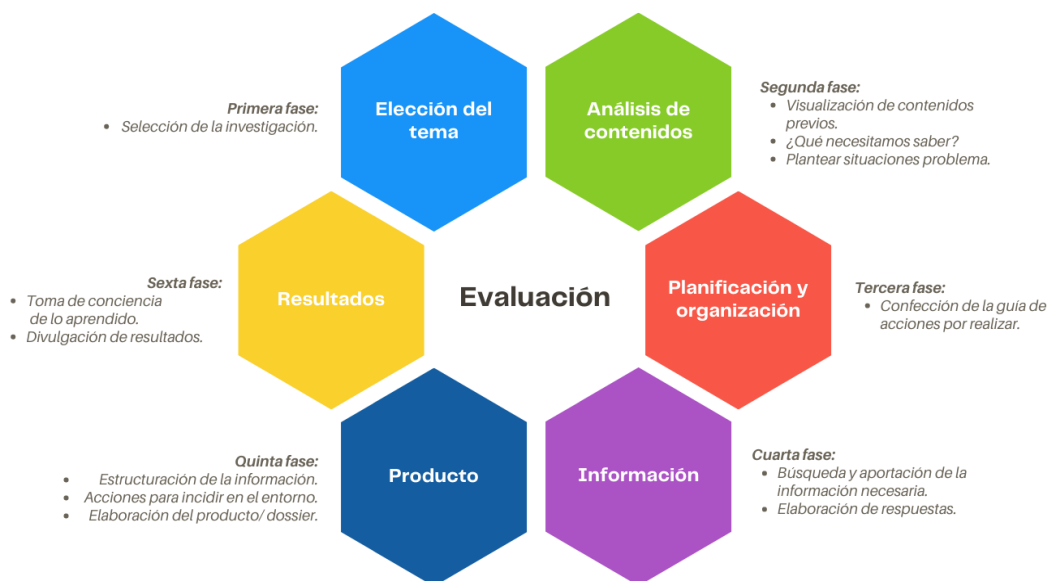 Primera fase:
• Selección de la investigación.
Elección del
tema
Análisis de
contenidos
Segunda fase:
• Visualización de contenidos
previos.
• ¿Qué necesitamos saber?
• Plantear situaciones problema.
Sexta fase:
• Toma de conciencia
de lo aprendido.
• Divulgación de resultados.
Resultados
Evaluación
Planificación y
organización
Tercera fase:
• Confección de la guía de
acciones por realizar.
Quinta fase:
• Estructuración de la información.
• Acciones para incidir en el entorno.
• Elaboración del producto/ dossier.
Producto
Información
Cuarta fase:
• Búsqueda y aportación de la
información necesaria.
• Elaboración de respuestas.